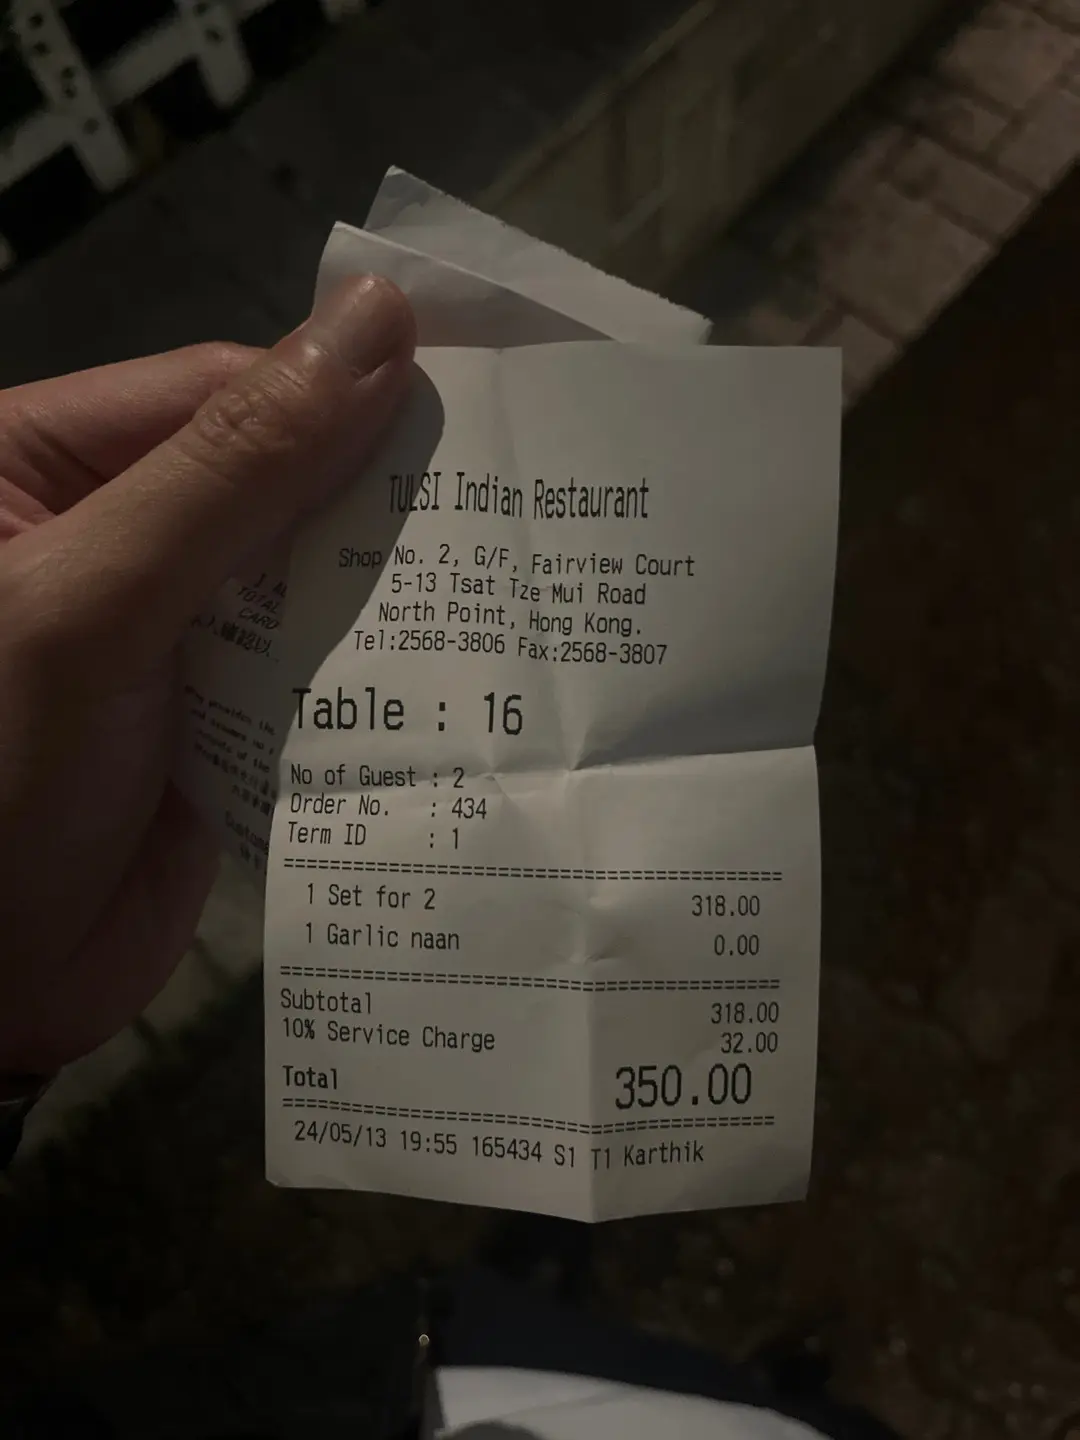 TULSI Indian Restaurant
Shop No. 2, G/F, Fairview Court
5-13 Tsat Tze Mui Road
North Point, Hong Kong.
Tel:2568-3806 Fax:2568-3807
Table : 16
No of Guest : 2
Order No. : 434
Term ID : 1
================================================
1 Set for 2 318.00
1 Garlic naan 0.00
================================================
Subtotal 318.00
10% Service Charge 32.00
Total 350.00
================================================
24/05/13 19:55 165434 S1 T1 Karthik
TOTAL
CARD